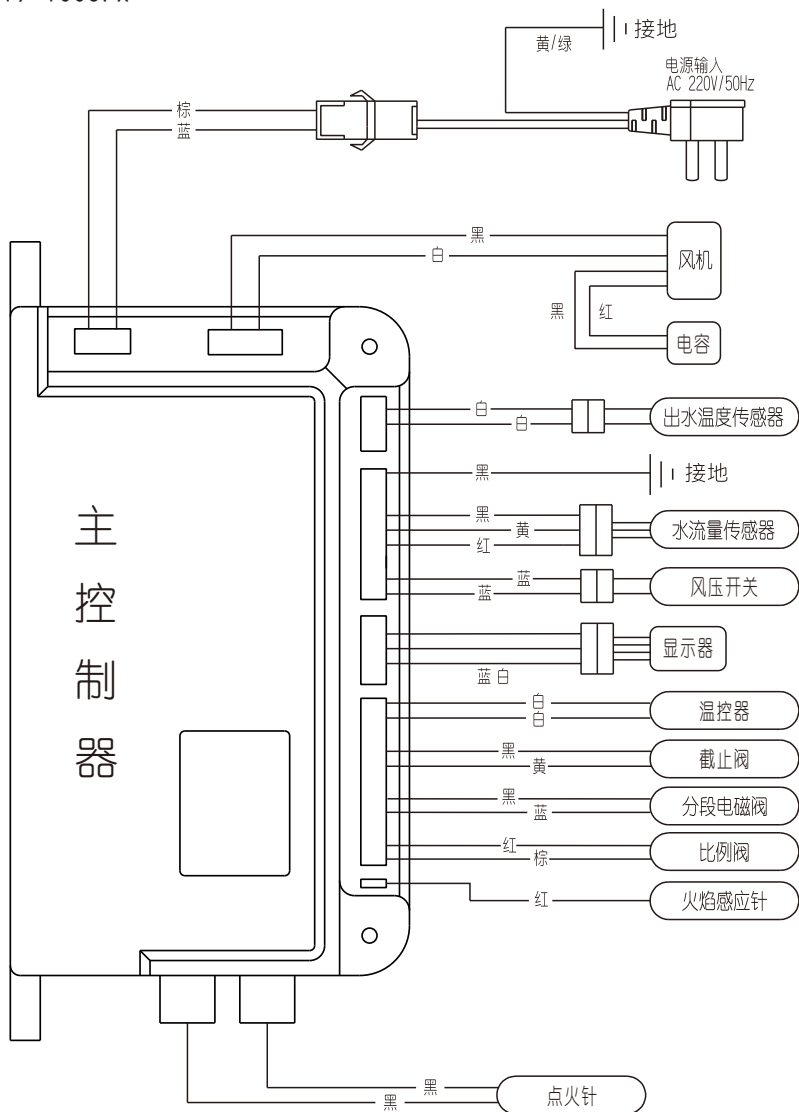 黄/绿
接地
电源输入
AC 220V/50Hz
棕
蓝
黑
白
风机
黑
红
电容
白
白
出水温度传感器
黑
接地
黑
黄
红
水流量传感器
蓝
蓝
风压开关
显示器
蓝 白
白
白
温控器
黑
黄
截止阀
黑
蓝
分段电磁阀
红
棕
比例阀
红
火焰感应针
主
控
制
器
黑
黑
点火针